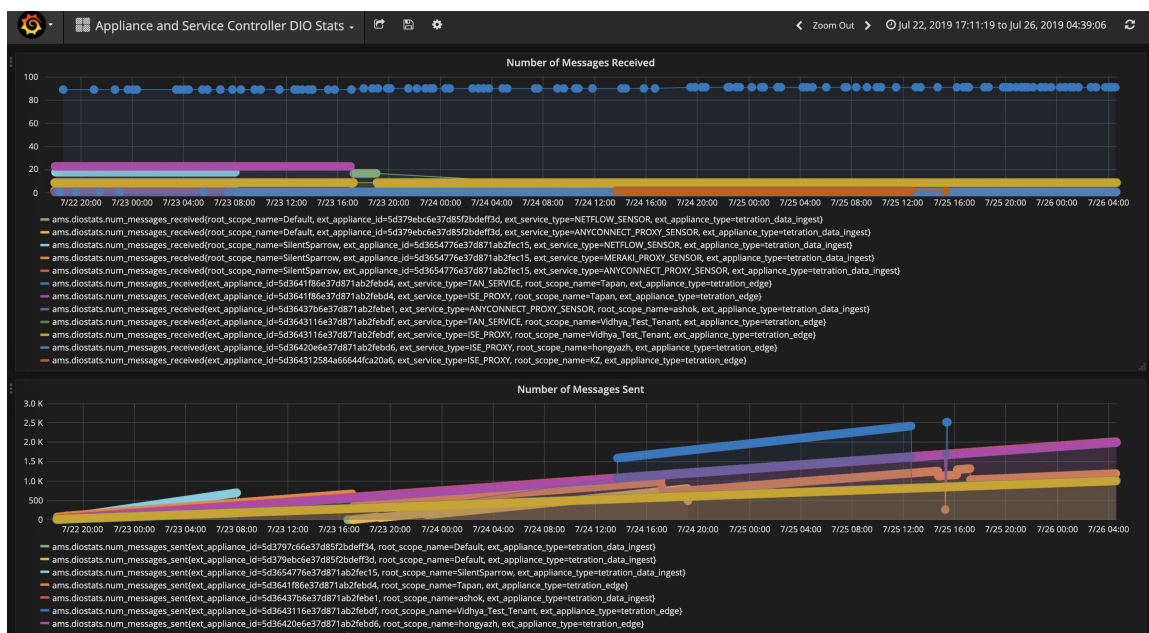 Appliance and Service Controller DIO Stats
Zoom Out
Jul 22, 2019 17:11:19 to Jul 26, 2019 04:39:06
Number of Messages Received
100
80
60
40
20
0
7/22 20:00 7/23 00:00 7/23 04:00 7/23 08:00 7/23 12:00 7/23 16:00 7/23 20:00 7/24 00:00 7/24 04:00 7/24 08:00 7/24 12:00 7/24 16:00 7/24 20:00 7/25 00:00 7/25 04:00 7/25 08:00 7/25 12:00 7/25 16:00 7/25 20:00 7/26 00:00 7/26 04:00
ams.diostats.num_messages_received{root_scope_name=Default, ext_appliance_id=5d379ebc6e37d85f2bdeff3d, ext_service_type=NETFLOW_SENSOR, ext_appliance_type=tetration_data_ingest}
ams.diostats.num_messages_received{root_scope_name=Default, ext_appliance_id=5d379ebc6e37d85f2bdeff3d, ext_service_type=ANYCONNECT_PROXY_SENSOR, ext_appliance_type=tetration_data_ingest}
ams.diostats.num_messages_received{root_scope_name=SilentSparrow, ext_appliance_id=5d3654776e37d871ab2fec15, ext_service_type=NETFLOW_SENSOR, ext_appliance_type=tetration_data_ingest}
ams.diostats.num_messages_received{root_scope_name=SilentSparrow, ext_appliance_id=5d3654776e37d871ab2fec15, ext_service_type=MERAKI_PROXY_SENSOR, ext_appliance_type=tetration_data_ingest}
ams.diostats.num_messages_received{root_scope_name=SilentSparrow, ext_appliance_id=5d3654776e37d871ab2fec15, ext_service_type=ANYCONNECT_PROXY_SENSOR, ext_appliance_type=tetration_data_ingest}
ams.diostats.num_messages_received{ext_appliance_id=5d3641f86e37d871ab2febd4, ext_service_type=TAN_SERVICE, root_scope_name=Tapan, ext_appliance_type=tetration_edge}
ams.diostats.num_messages_received{ext_appliance_id=5d3641f86e37d871ab2febd4, ext_service_type=ISE_PROXY, root_scope_name=Tapan, ext_appliance_type=tetration_edge}
ams.diostats.num_messages_received{ext_appliance_id=5d36437b6e37d871ab2febe1, ext_service_type=ANYCONNECT_PROXY_SENSOR, root_scope_name=ashok, ext_appliance_type=tetration_data_ingest}
ams.diostats.num_messages_received{ext_appliance_id=5d3643116e37d871ab2febdf, ext_service_type=TAN_SERVICE, root_scope_name=Vidhya_Test_Tenant, ext_appliance_type=tetration_edge}
ams.diostats.num_messages_received{ext_appliance_id=5d3643116e37d871ab2febdf, ext_service_type=ISE_PROXY, root_scope_name=Vidhya_Test_Tenant, ext_appliance_type=tetration_edge}
ams.diostats.num_messages_received{ext_appliance_id=5d36420e6e37d871ab2febd6, ext_service_type=ISE_PROXY, root_scope_name=hongyazh, ext_appliance_type=tetration_edge}
ams.diostats.num_messages_received{ext_appliance_id=5d364312584a66644fca20a6, ext_service_type=ISE_PROXY, root_scope_name=KZ, ext_appliance_type=tetration_edge}
Number of Messages Sent
3.0 K
2.5 K
2.0 K
1.5 K
1.0 K
500
0
7/22 20:00 7/23 00:00 7/23 04:00 7/23 08:00 7/23 12:00 7/23 16:00 7/23 20:00 7/24 00:00 7/24 04:00 7/24 08:00 7/24 12:00 7/24 16:00 7/24 20:00 7/25 00:00 7/25 04:00 7/25 08:00 7/25 12:00 7/25 16:00 7/25 20:00 7/26 00:00 7/26 04:00
ams.diostats.num_messages_sent{ext_appliance_id=5d3797c66e37d85f2bdeff34, root_scope_name=Default, ext_appliance_type=tetration_data_ingest}
ams.diostats.num_messages_sent{ext_appliance_id=5d379ebc6e37d85f2bdeff3d, root_scope_name=Default, ext_appliance_type=tetration_data_ingest}
ams.diostats.num_messages_sent{ext_appliance_id=5d3654776e37d871ab2fec15, root_scope_name=SilentSparrow, ext_appliance_type=tetration_data_ingest}
ams.diostats.num_messages_sent{ext_appliance_id=5d3641f86e37d871ab2febd4, root_scope_name=Tapan, ext_appliance_type=tetration_edge}
ams.diostats.num_messages_sent{ext_appliance_id=5d36437b6e37d871ab2febe1, root_scope_name=ashok, ext_appliance_type=tetration_data_ingest}
ams.diostats.num_messages_sent{ext_appliance_id=5d3643116e37d871ab2febdf, root_scope_name=Vidhya_Test_Tenant, ext_appliance_type=tetration_edge}
ams.diostats.num_messages_sent{ext_appliance_id=5d36420e6e37d871ab2febd6, root_scope_name=hongyazh, ext_appliance_type=tetration_edge}